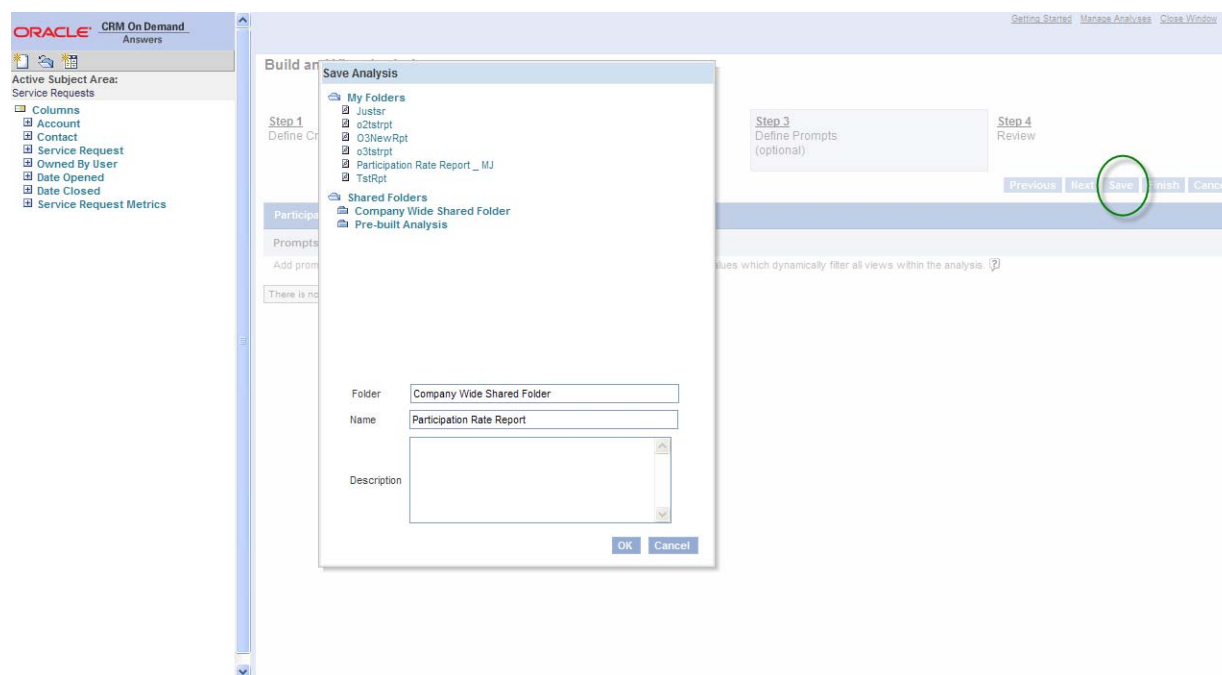 ORACLE CRM On Demand
Answers
Getting Started Manage Analyses Close Window
Active Subject Area:
Service Requests
Columns
Account
Contact
Service Request
Owned By User
Date Opened
Date Closed
Service Request Metrics
Build an
Step 1
Define Cr
Step 3
Define Prompts
(optional)
Step 4
Review
Previous Next Save Finish Cance
Participa
Prompts
Add prom
alues which dynamically filter all views within the analysis.
There is no
Save Analysis
My Folders
Justsr
o2tstrpt
O3NewRpt
o3tstrpt
Participation Rate Report _ MJ
TstRpt
Shared Folders
Company Wide Shared Folder
Pre-built Analysis
Folder Company Wide Shared Folder
Name Participation Rate Report
Description
OK Cancel